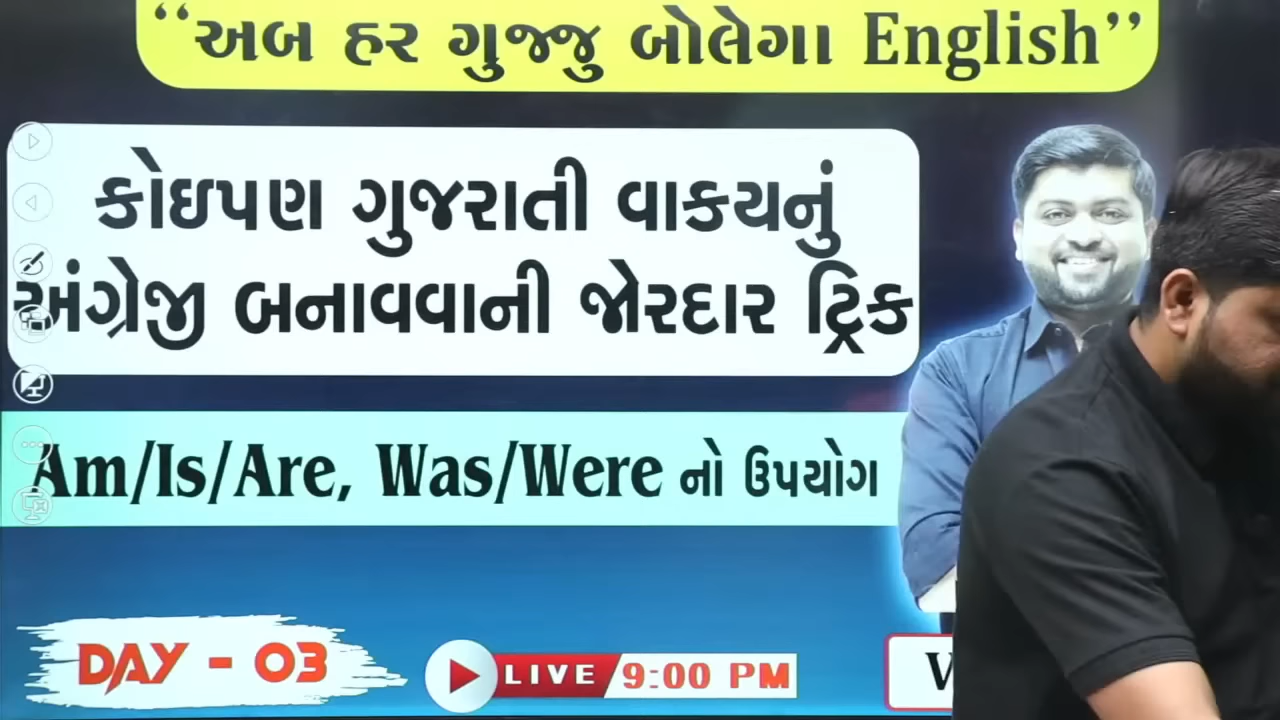 “અબ હર ગુજ્જુ બોલેગા English”
કોઇપણ ગુજરાતી વાકયનું
અંગ્રેજી બનાવવાની જોરદાર ટ્રિક
Am/Is/Are, Was/Were નો ઉપયોગ
DAY - 03
LIVE 9:00 PM